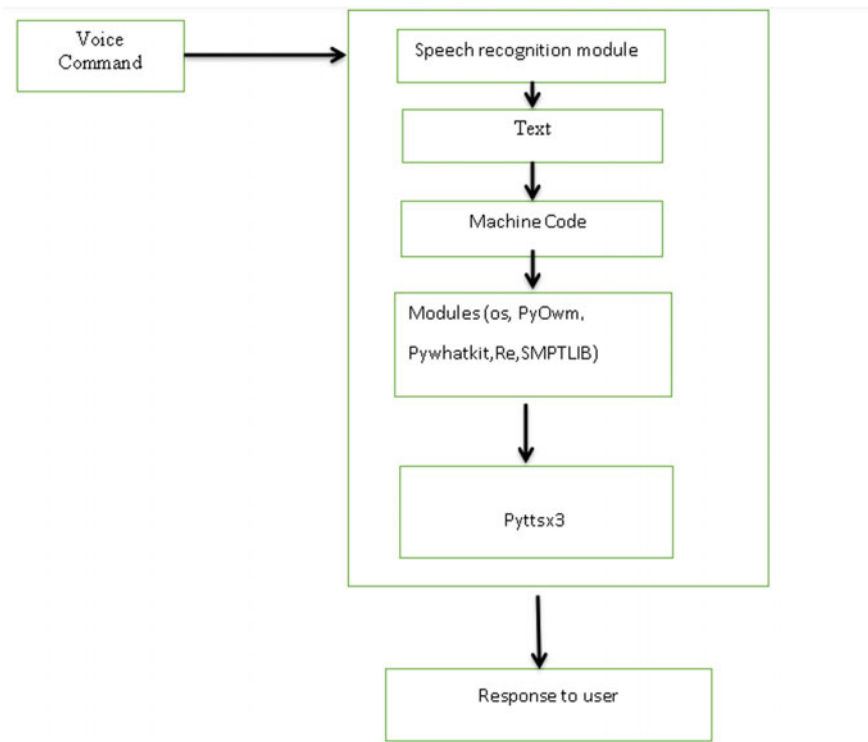 Voice
Command
Speech recognition module
Text
Machine Code
Modules (os, PyOwm,
Pywhatkit,Re,SMPTLIB)
Pyttsx3
Response to user